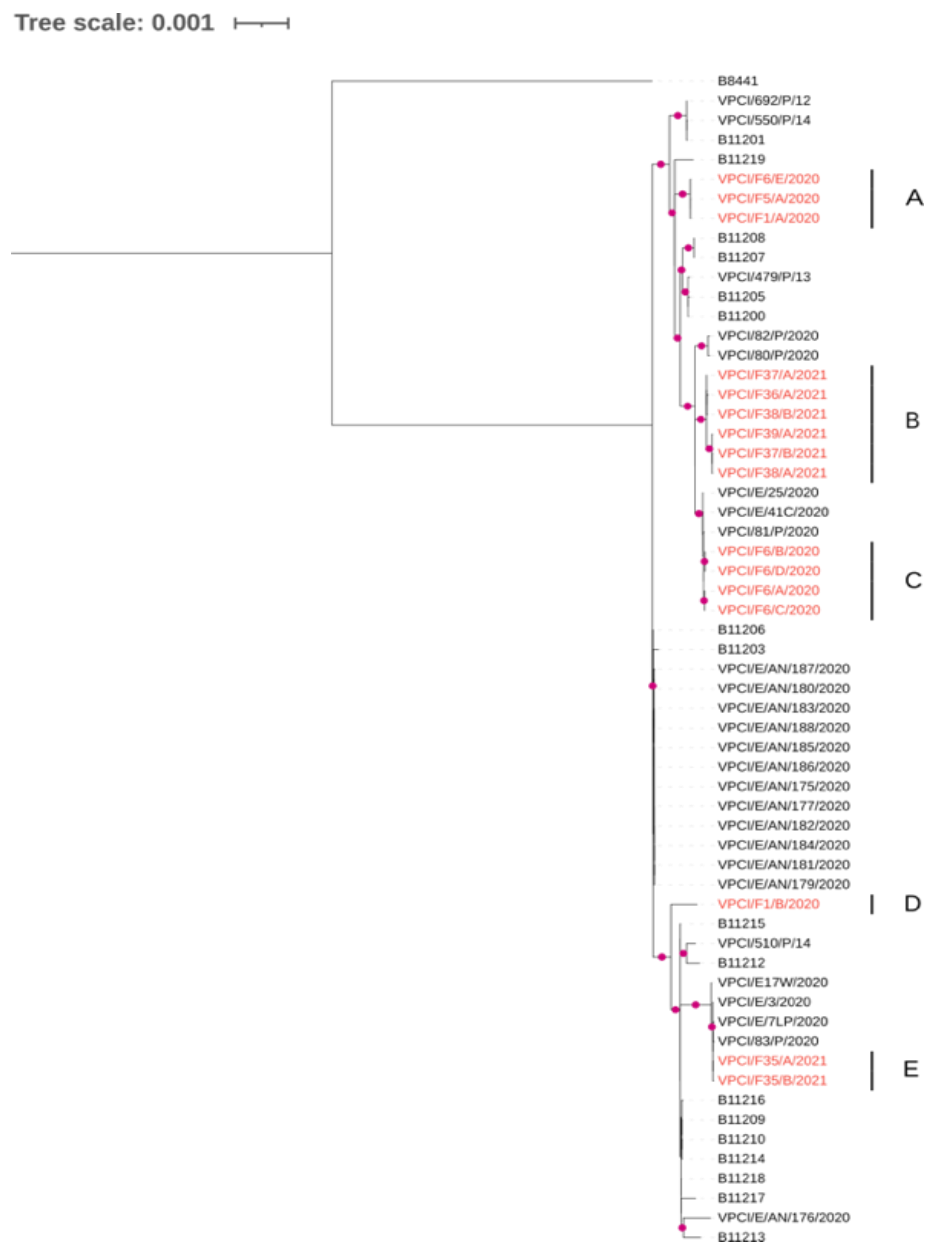 Tree scale: 0.001
B8441
VPCI/692/P/12
VPCI/550/P/14
B11201
B11219
VPCI/F6/E/2020
VPCI/F5/A/2020
A
VPCI/F1/A/2020
B11208
B11207
VPCI/479/P/13
B11205
B11200
VPCI/82/P/2020
VPCI/80/P/2020
VPCI/F37/A/2021
VPCI/F36/A/2021
VPCI/F38/B/2021
B
VPCI/F39/A/2021
VPCI/F37/B/2021
VPCI/F38/A/2021
VPCI/E/25/2020
VPCI/E/41C/2020
VPCI/81/P/2020
VPCI/F6/B/2020
VPCI/F6/D/2020
C
VPCI/F6/A/2020
VPCI/F6/C/2020
B11206
B11203
VPCI/E/AN/187/2020
VPCI/E/AN/180/2020
VPCI/E/AN/183/2020
VPCI/E/AN/188/2020
VPCI/E/AN/185/2020
VPCI/E/AN/186/2020
VPCI/E/AN/175/2020
VPCI/E/AN/177/2020
VPCI/E/AN/182/2020
VPCI/E/AN/184/2020
VPCI/E/AN/181/2020
VPCI/E/AN/179/2020
VPCI/F1/B/2020
D
B11215
VPCI/510/P/14
B11212
VPCI/E17W/2020
VPCI/E/3/2020
VPCI/E/7LP/2020
VPCI/83/P/2020
VPCI/F35/A/2021
E
VPCI/F35/B/2021
B11216
B11209
B11210
B11214
B11218
B11217
VPCI/E/AN/176/2020
B11213